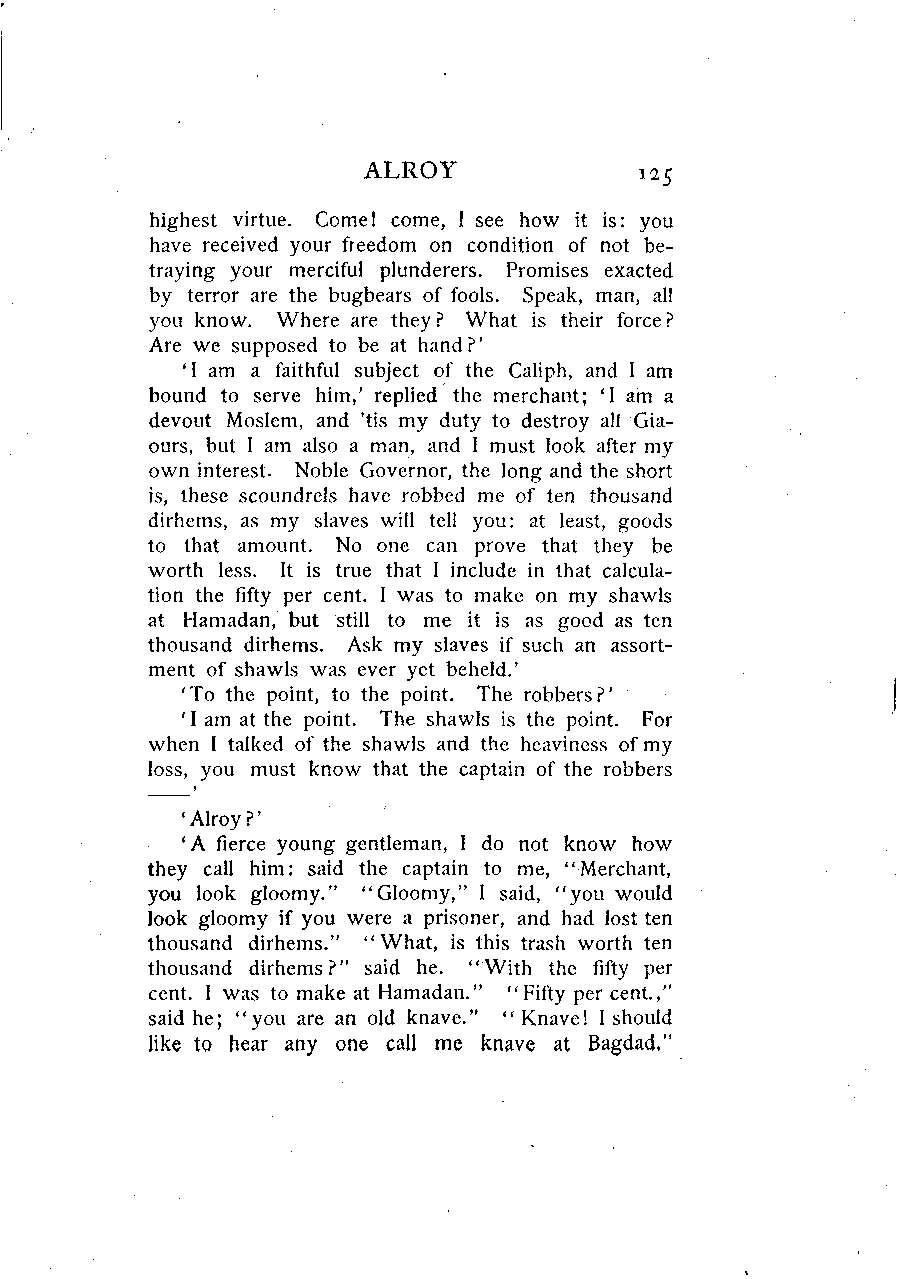 ALROY 125
highest virtue. Come! come, I see how it is: you
have received your freedom on condition of not be-
traying your merciful plunderers. Promises exacted
by terror are the bugbears of fools. Speak, man, all
you know. Where are they? What is their force?
Are we supposed to be at hand?'
'I am a faithful subject of the Caliph, and I am
bound to serve him,' replied the merchant; 'I am a
devout Moslem, and 'tis my duty to destroy all Gia-
ours, but I am also a man, and I must look after my
own interest. Noble Governor, the long and the short
is, these scoundrels have robbed me of ten thousand
dirhems, as my slaves will tell you: at least, goods
to that amount. No one can prove that they be
worth less. It is true that I include in that calcula-
tion the fifty per cent. I was to make on my shawls
at Hamadan, but still to me it is as good as ten
thousand dirhems. Ask my slaves if such an assort-
ment of shawls was ever yet beheld.'
'To the point, to the point. The robbers?'
'I am at the point. The shawls is the point. For
when I talked of the shawls and the heaviness of my
loss, you must know that the captain of the robbers
——'
'Alroy?'
'A fierce young gentleman, I do not know how
they call him: said the captain to me, "Merchant,
you look gloomy." "Gloomy," I said, "you would
look gloomy if you were a prisoner, and had lost ten
thousand dirhems." "What, is this trash worth ten
thousand dirhems?" said he. "With the fifty per
cent. I was to make at Hamadan." "Fifty per cent.,"
said he; "you are an old knave." "Knave! I should
like to hear any one call me knave at Bagdad."